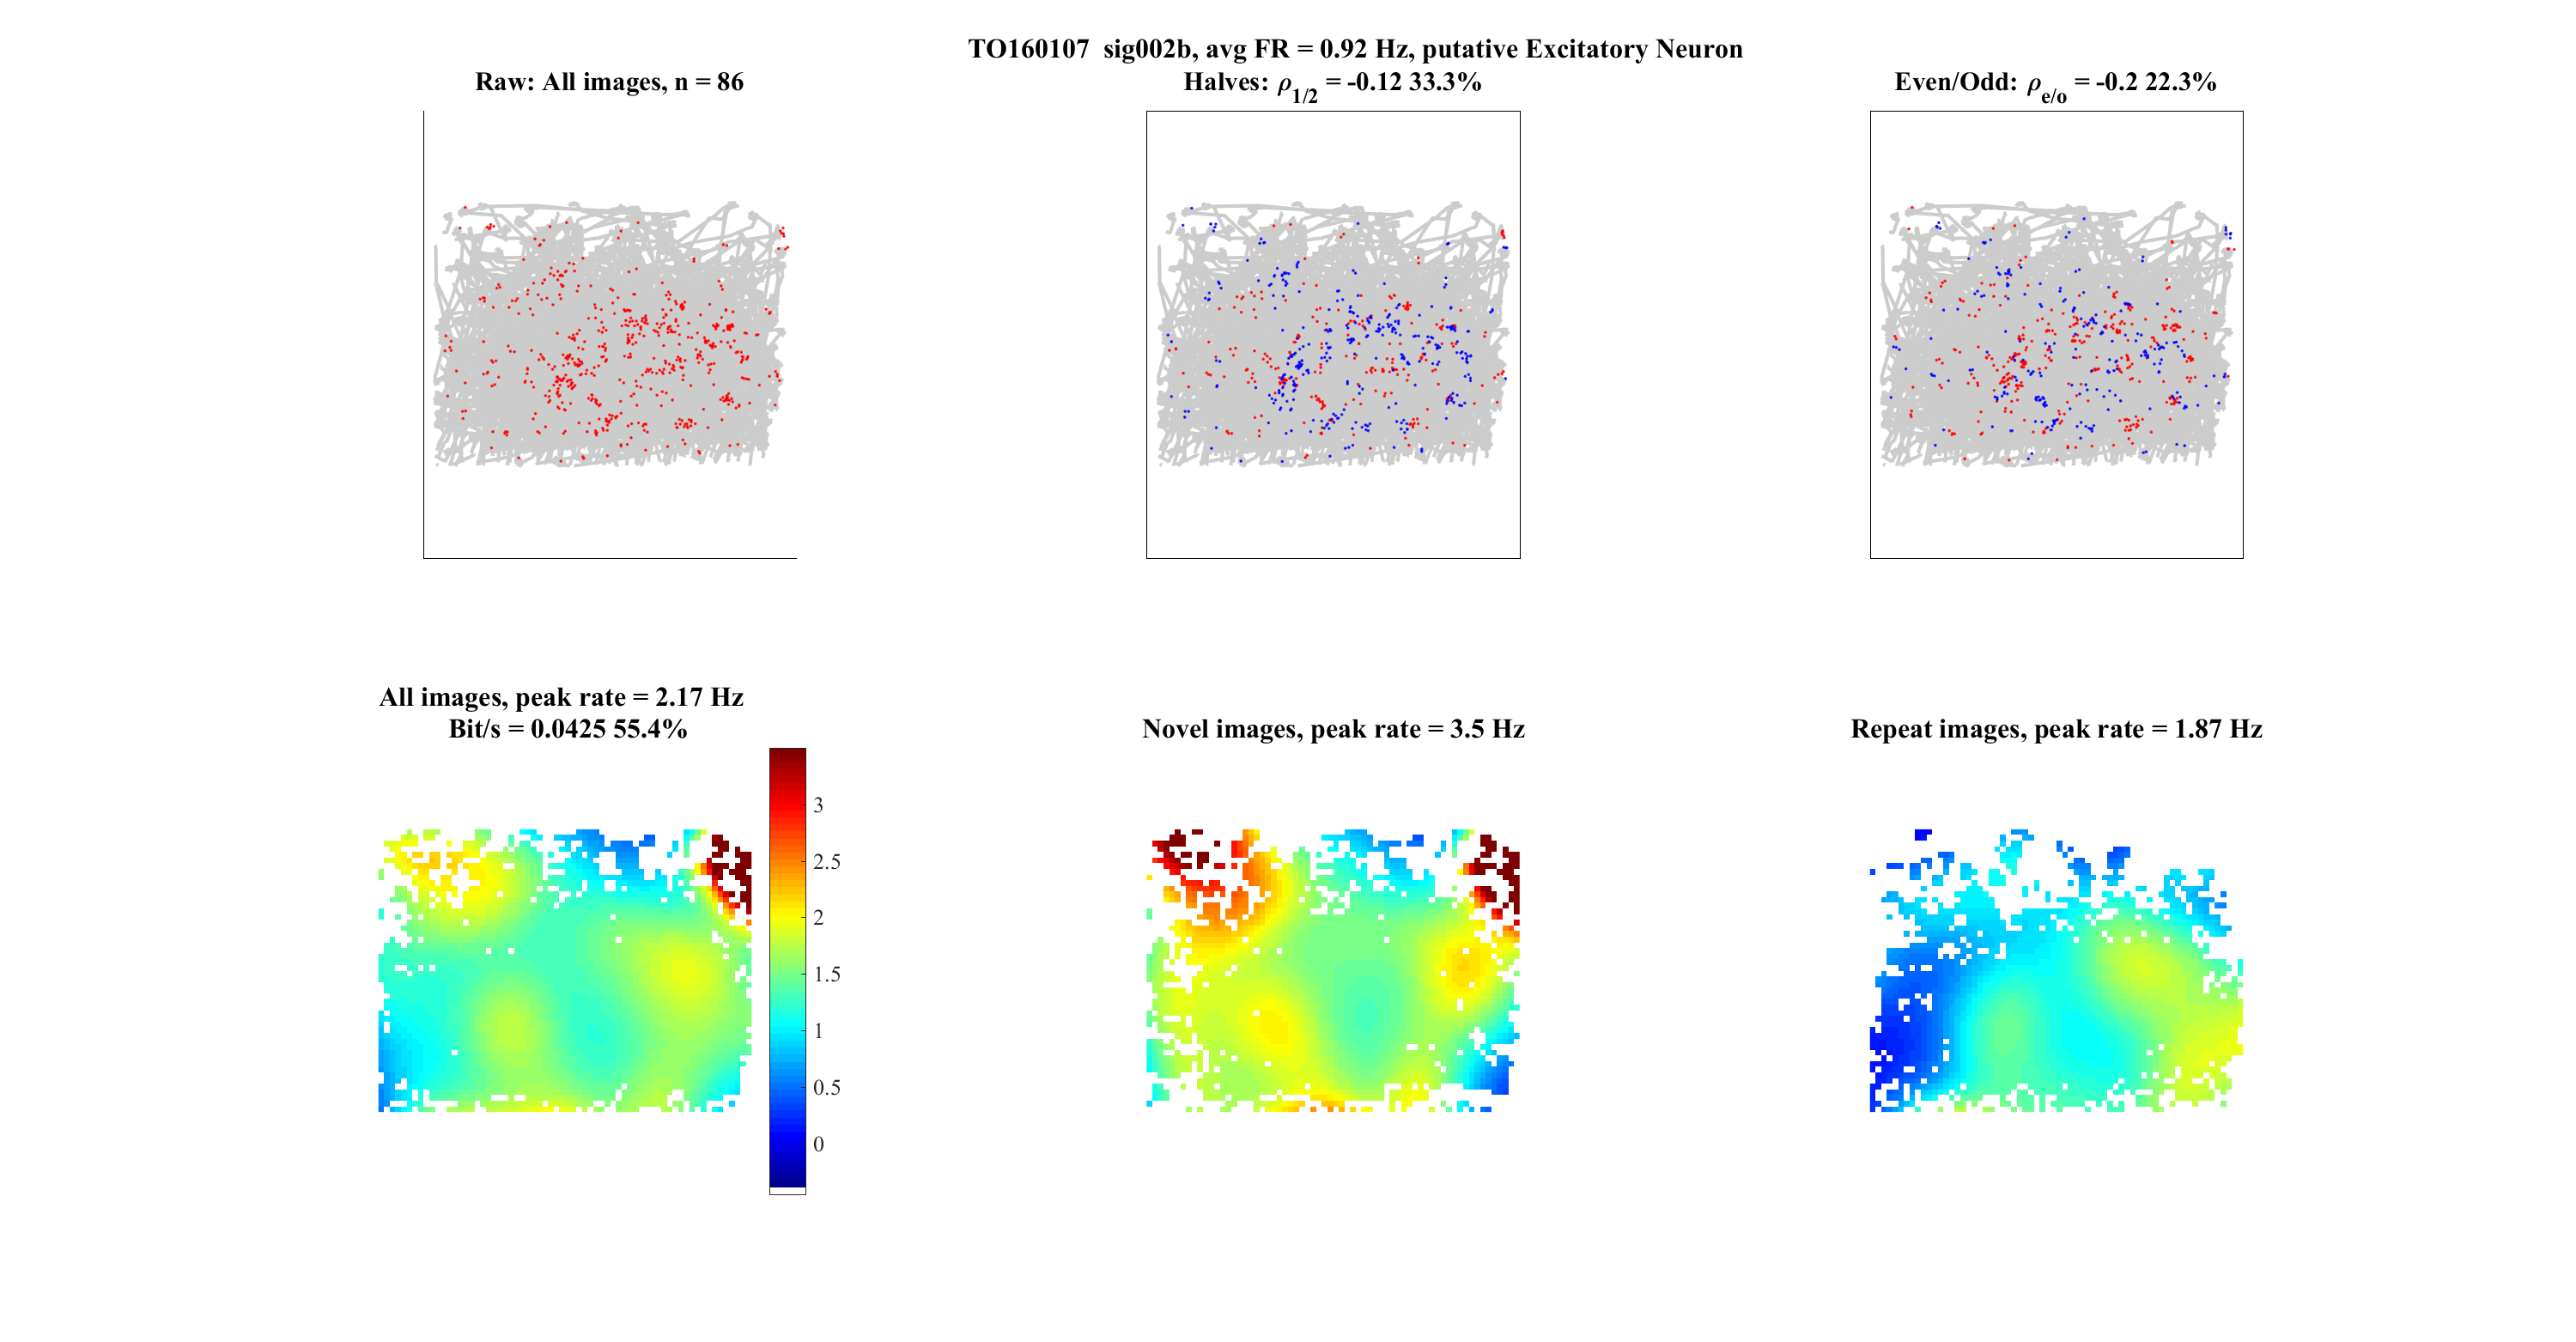 TO160107  sig002b, avg FR = 0.92 Hz, putative Excitatory Neuron
Raw: All images, n = 86
Halves: ρ1/2 = -0.12 33.3%
Even/Odd: ρe/o = -0.2 22.3%
All images, peak rate = 2.17 Hz
Bit/s = 0.0425 55.4%
Novel images, peak rate = 3.5 Hz
Repeat images, peak rate = 1.87 Hz
3
2.5
2
1.5
1
0.5
0